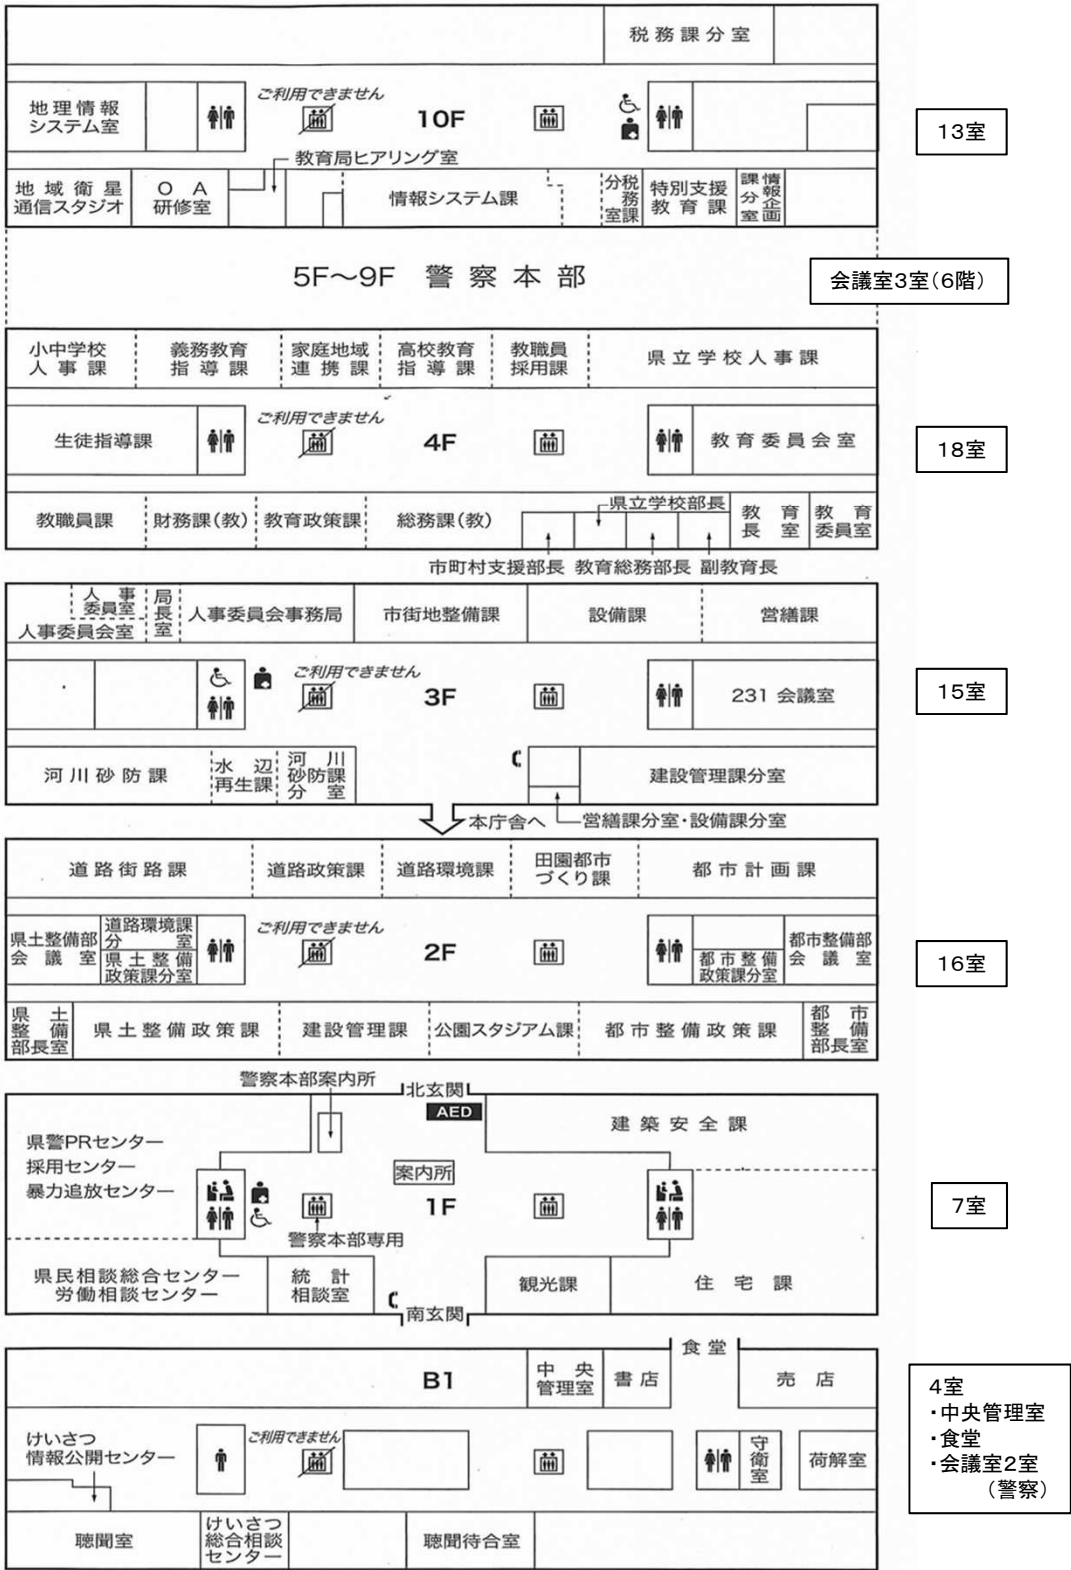 税務課分室
地理情報
システム室
ご利用できません
10F
13室
教育局ヒアリング室
地域衛星
通信スタジオ
ＯＡ
研修室
情報システム課
税務課
分室
特別支援
教育課
情報企画
課分室
5F〜9F 警察本部
会議室3室(6階)
小中学校
人事課
義務教育
指導課
家庭地域
連携課
高校教育
指導課
教職員
採用課
県立学校人事課
生徒指導課
ご利用できません
4F
教育委員会室
18室
教職員課
財務課(教)
教育政策課
総務課(教)
県立学校部長
教育
長室
教育
委員室
市町村支援部長
教育総務部長
副教育長
人事
委員室
人事委員会室
局長室
人事委員会事務局
市街地整備課
設備課
営繕課
ご利用できません
3F
231 会議室
15室
河川砂防課
水辺
再生課
河川
砂防課
分室
建設管理課分室
本庁舎へ
営繕課分室・設備課分室
道路街路課
道路政策課
道路環境課
田園都市
づくり課
都市計画課
県土整備部
会議室
道路環境課
分室
県土整備
政策課分室
ご利用できません
2F
都市整備
政策課分室
都市整備部
会議室
16室
県土
整備
部長室
県土整備政策課
建設管理課
公園スタジアム課
都市整備政策課
都市
整備
部長室
警察本部案内所
北玄関
AED
建築安全課
県警PRセンター
採用センター
暴力追放センター
案内所
1F
7室
警察本部専用
県民相談総合センター
労働相談センター
統計
相談室
観光課
住宅課
南玄関
食堂
B1
中央
管理室
書店
売店
けいさつ
情報公開センター
ご利用できません
守衛室
荷解室
4室
・中央管理室
・食堂
・会議室2室
（警察）
聴聞室
けいさつ
総合相談
センター
聴聞待合室